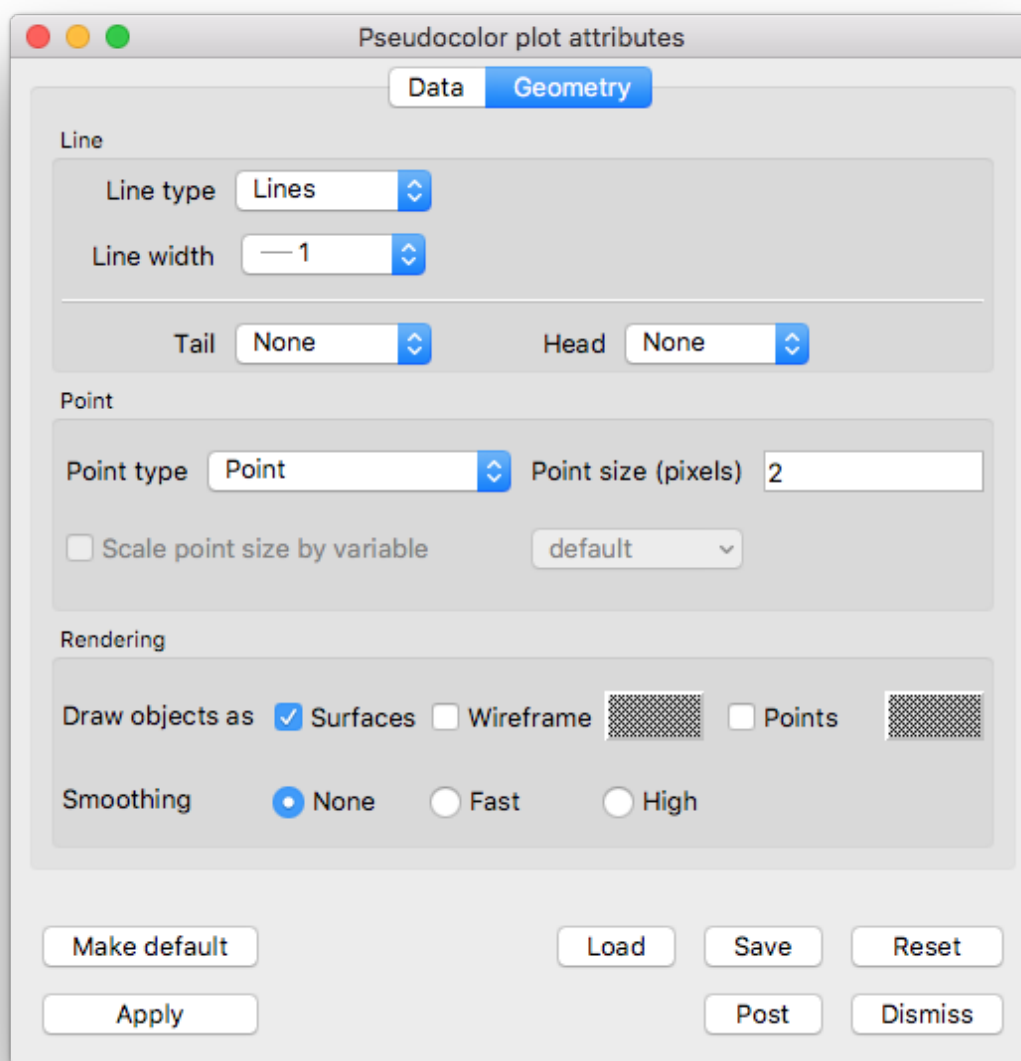 Pseudocolor plot attributes
Data Geometry
Line
Line type Lines
Line width 1
Tail None Head None
Point
Point type Point Point size (pixels) 2
Scale point size by variable default
Rendering
Draw objects as Surfaces Wireframe Points
Smoothing None Fast High
Make default Load Save Reset
Apply Post Dismiss